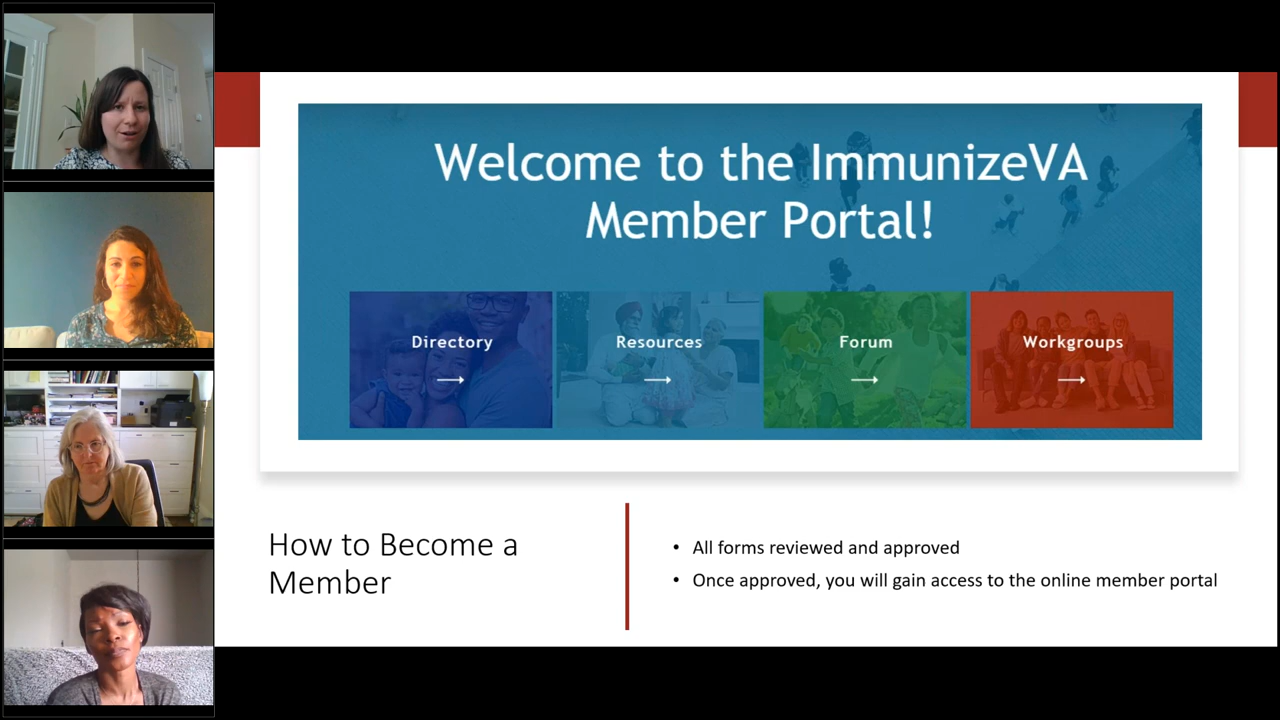 Welcome to the ImmunizeVA
Member Portal!
Directory
Resources
Forum
Workgroups
How to Become a
Member
• All forms reviewed and approved
• Once approved, you will gain access to the online member portal